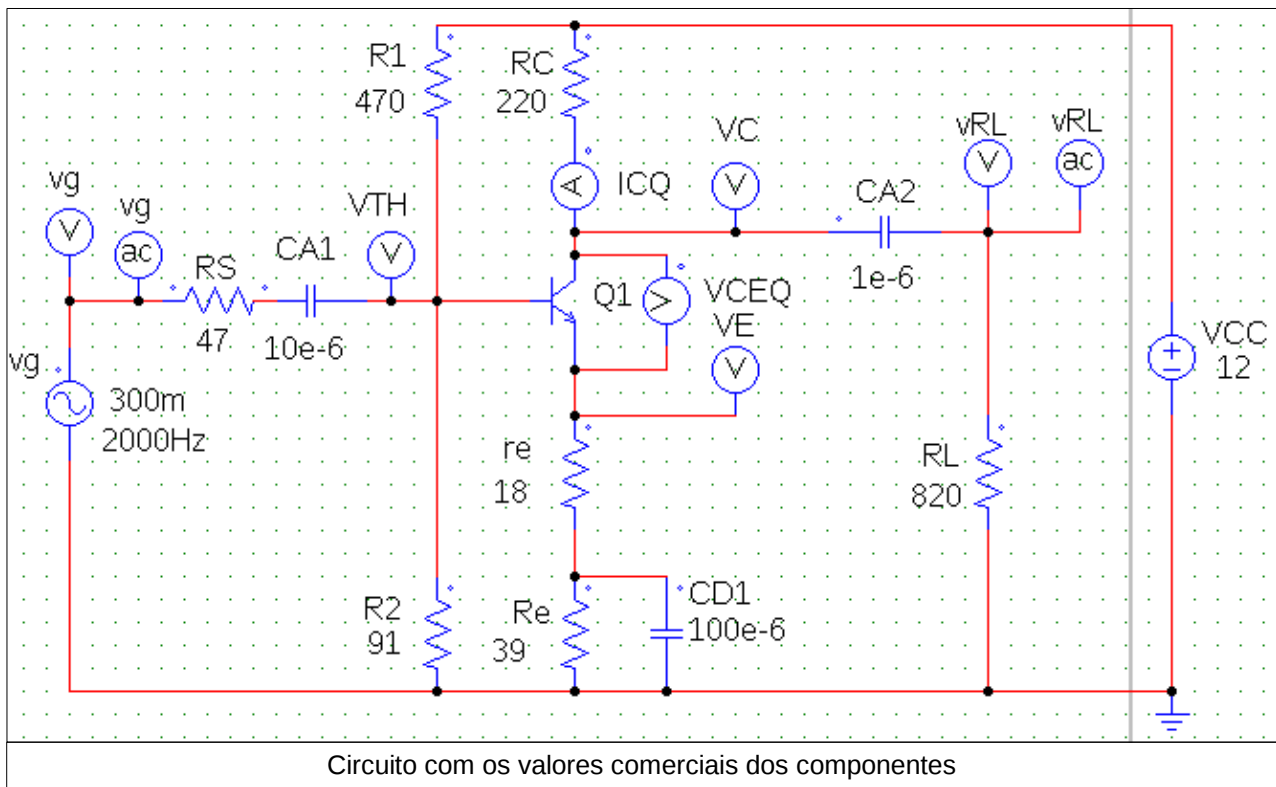 R1
470
RC
220
ICQ
A
VC
V
vRL
V
vRL
ac
CA2
1e-6
vg
V
vg
ac
RS
47
CA1
10e-6
VTH
V
Q1
V
VCEQ
VE
V
VCC
12
vg
300m
2000Hz
re
18
RL
820
R2
91
Re
39
CD1
100e-6
Circuito com os valores comerciais dos componentes